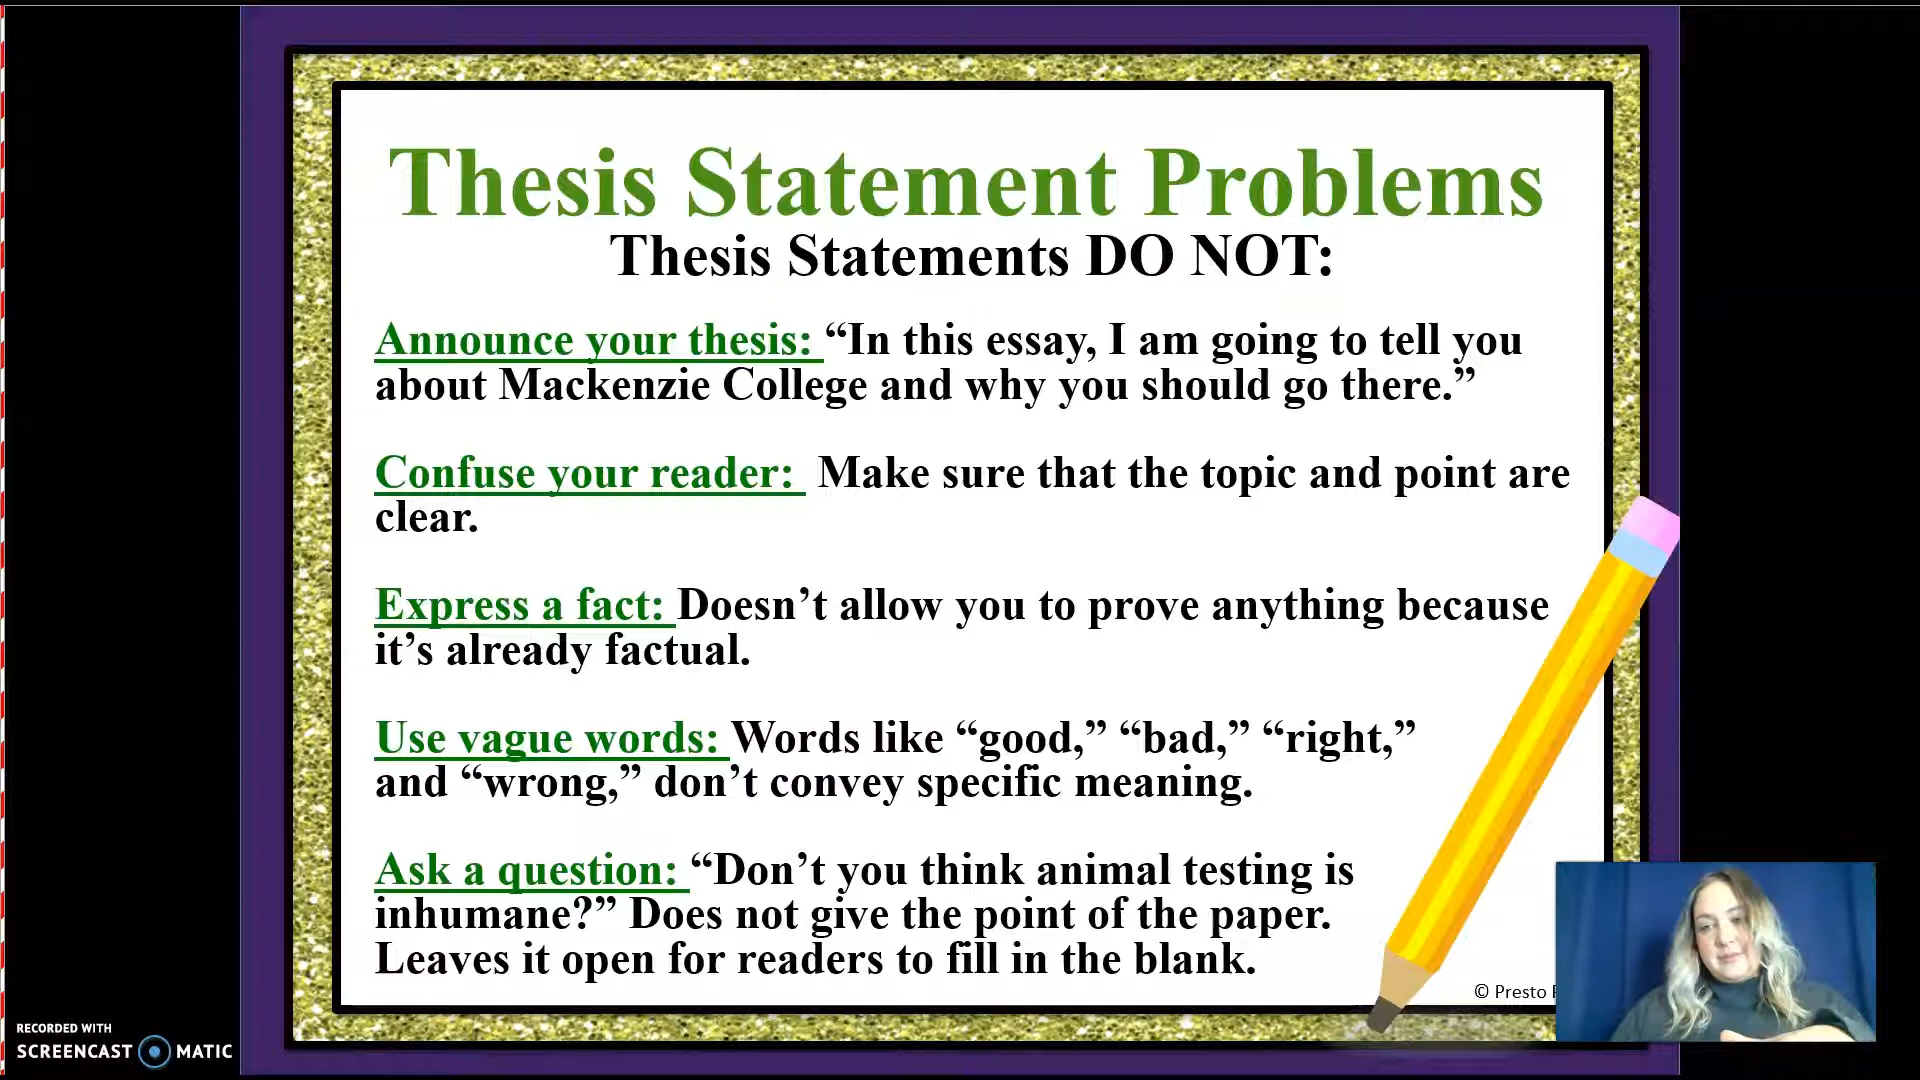 Thesis Statement Problems
Thesis Statements DO NOT:
Announce your thesis: “In this essay, I am going to tell you
about Mackenzie College and why you should go there.”
Confuse your reader:  Make sure that the topic and point are
clear.
Express a fact: Doesn’t allow you to prove anything because
it’s already factual.
Use vague words: Words like “good,” “bad,” “right,”
and “wrong,” don’t convey specific meaning.
Ask a question: “Don’t you think animal testing is
inhumane?” Does not give the point of the paper.
Leaves it open for readers to fill in the blank.
© Presto
RECORDED WITH
SCREENCAST MATIC